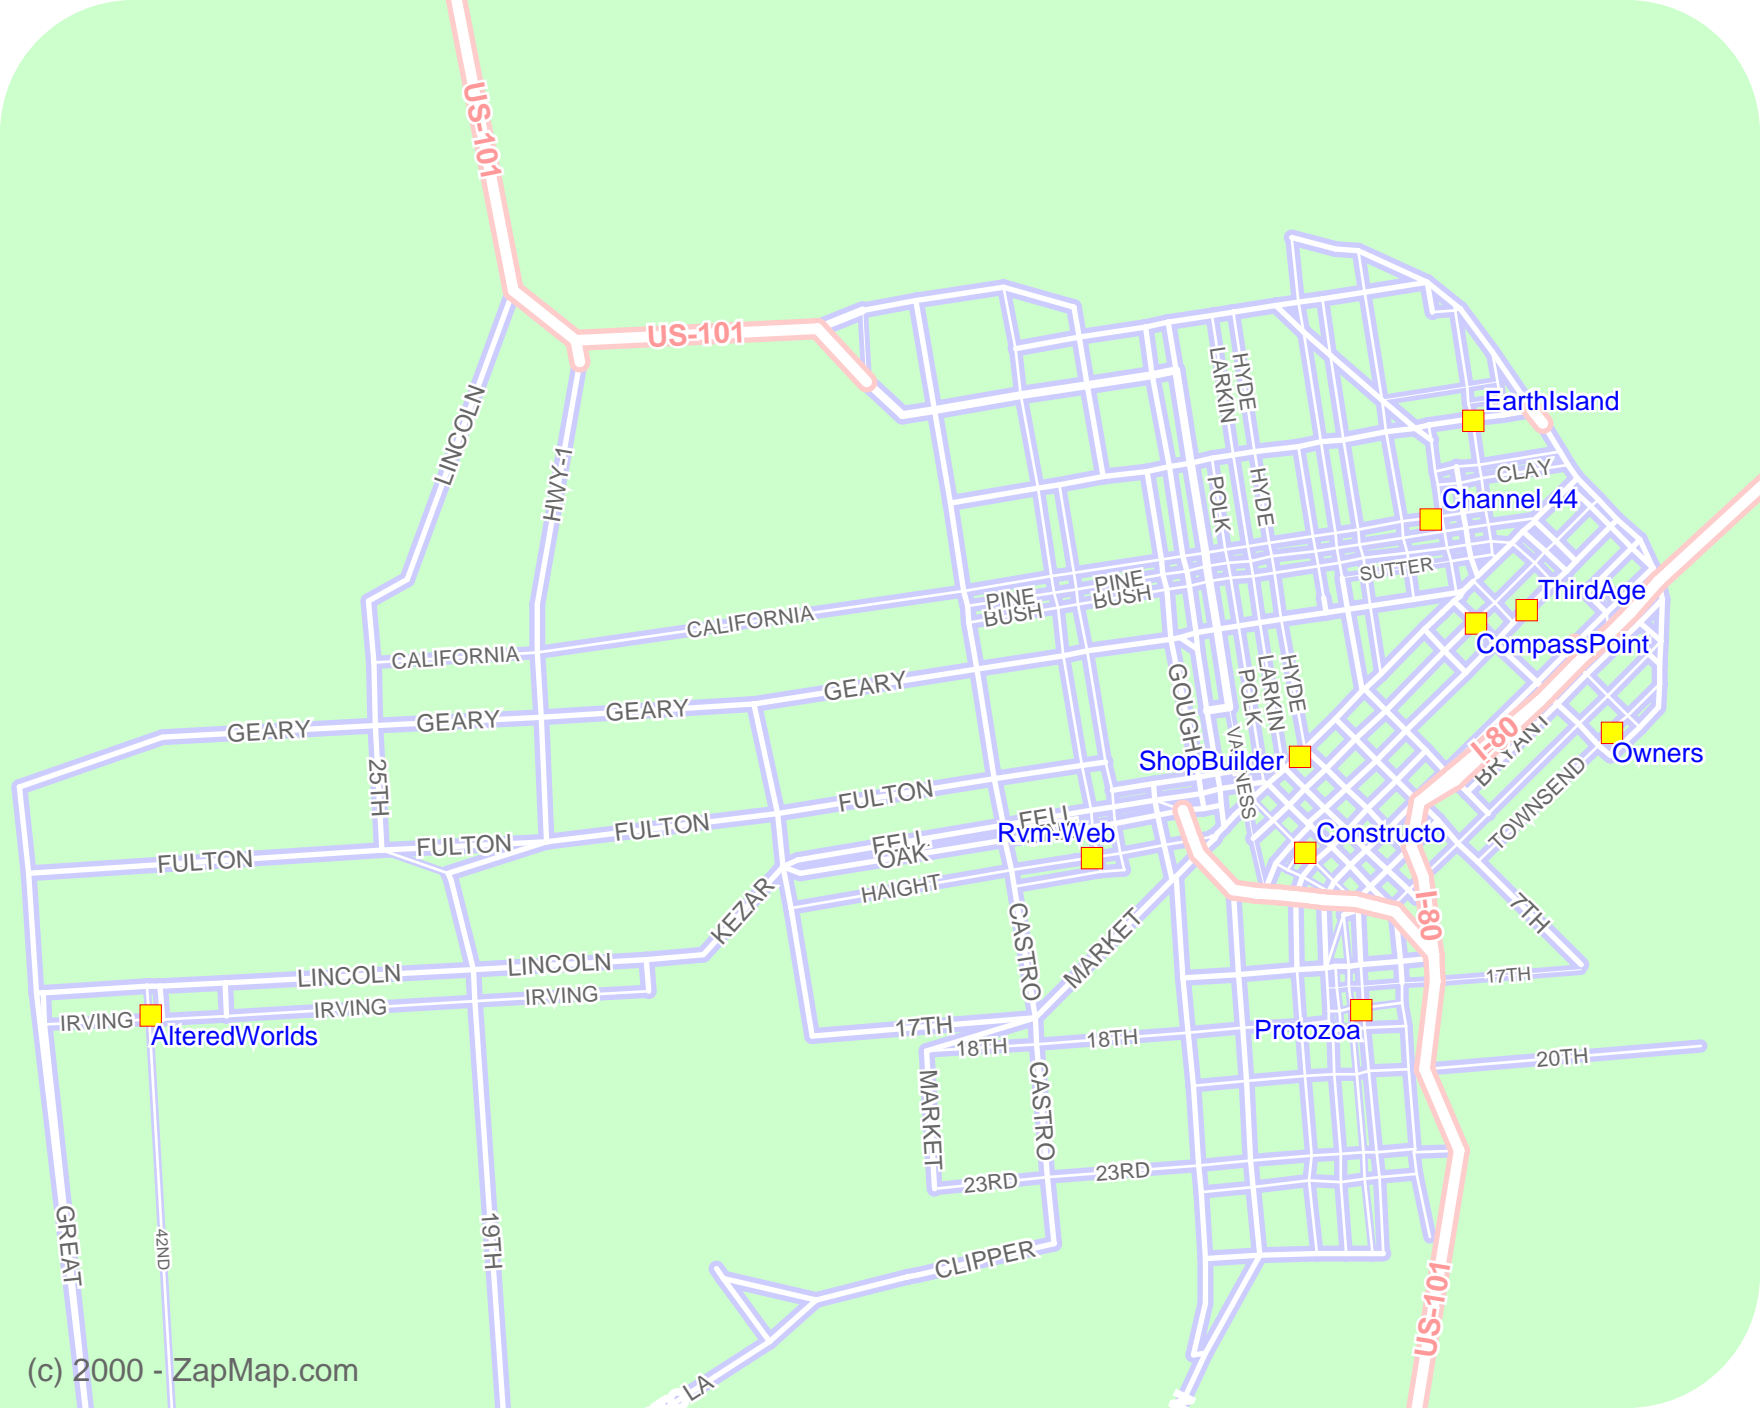 US-101
US-101
HYDE
LARKIN
LINCOLN
EarthIsland
HWY-1
CLAY
HYDE
POLK
Channel 44
SUTTER
PINE
PINE
BUSH
BUSH
ThirdAge
CALIFORNIA
CALIFORNIA
CompassPoint
GEARY
GEARY
GEARY
GEARY
GOUGH
HYDE
LARKIN
POLK
I-80
BRYANT
Owners
25TH
ShopBuilder
VAN NESS
TOWNSEND
FULTON
FULTON
FULTON
FULTON
FELL
FELL
OAK
Rvm-Web
Constructo
HAIGHT
KEZAR
CASTRO
MARKET
7TH
I-80
LINCOLN
LINCOLN
17TH
IRVING
IRVING
IRVING
AlteredWorlds
17TH
18TH
18TH
Protozoa
20TH
MARKET
CASTRO
23RD
23RD
GREAT
42ND
19TH
CLIPPER
US-101
LA
(c) 2000 - ZapMap.com